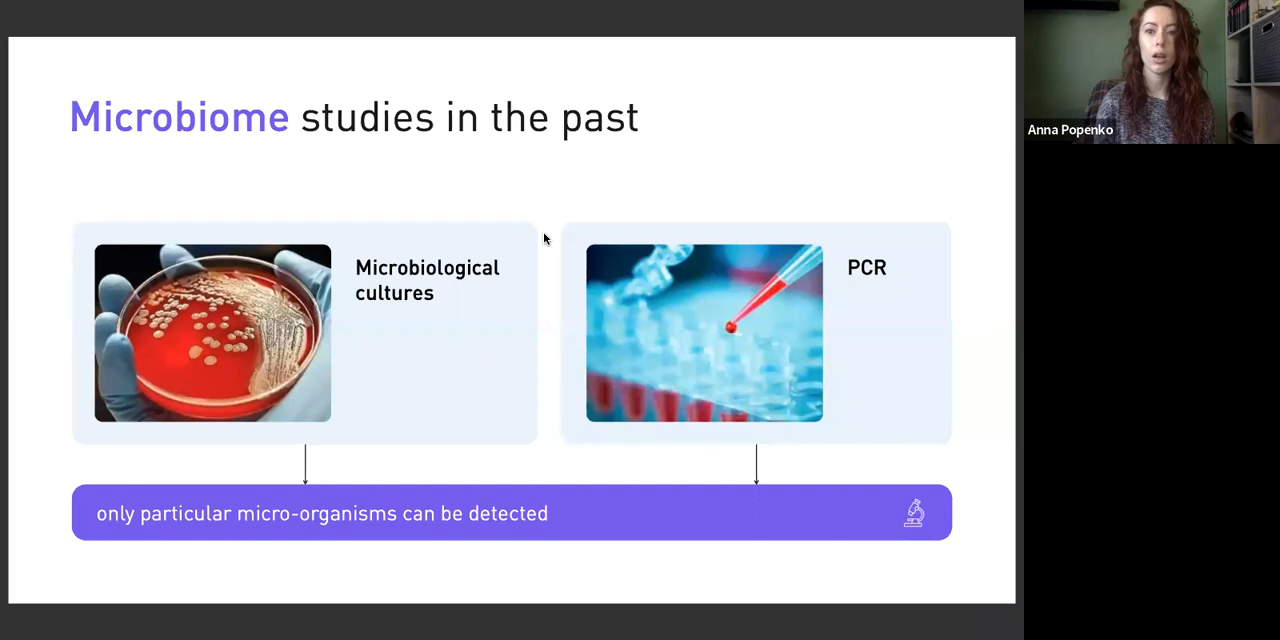 Microbiome studies in the past
Microbiological
cultures
PCR
only particular micro-organisms can be detected
Anna Popenko